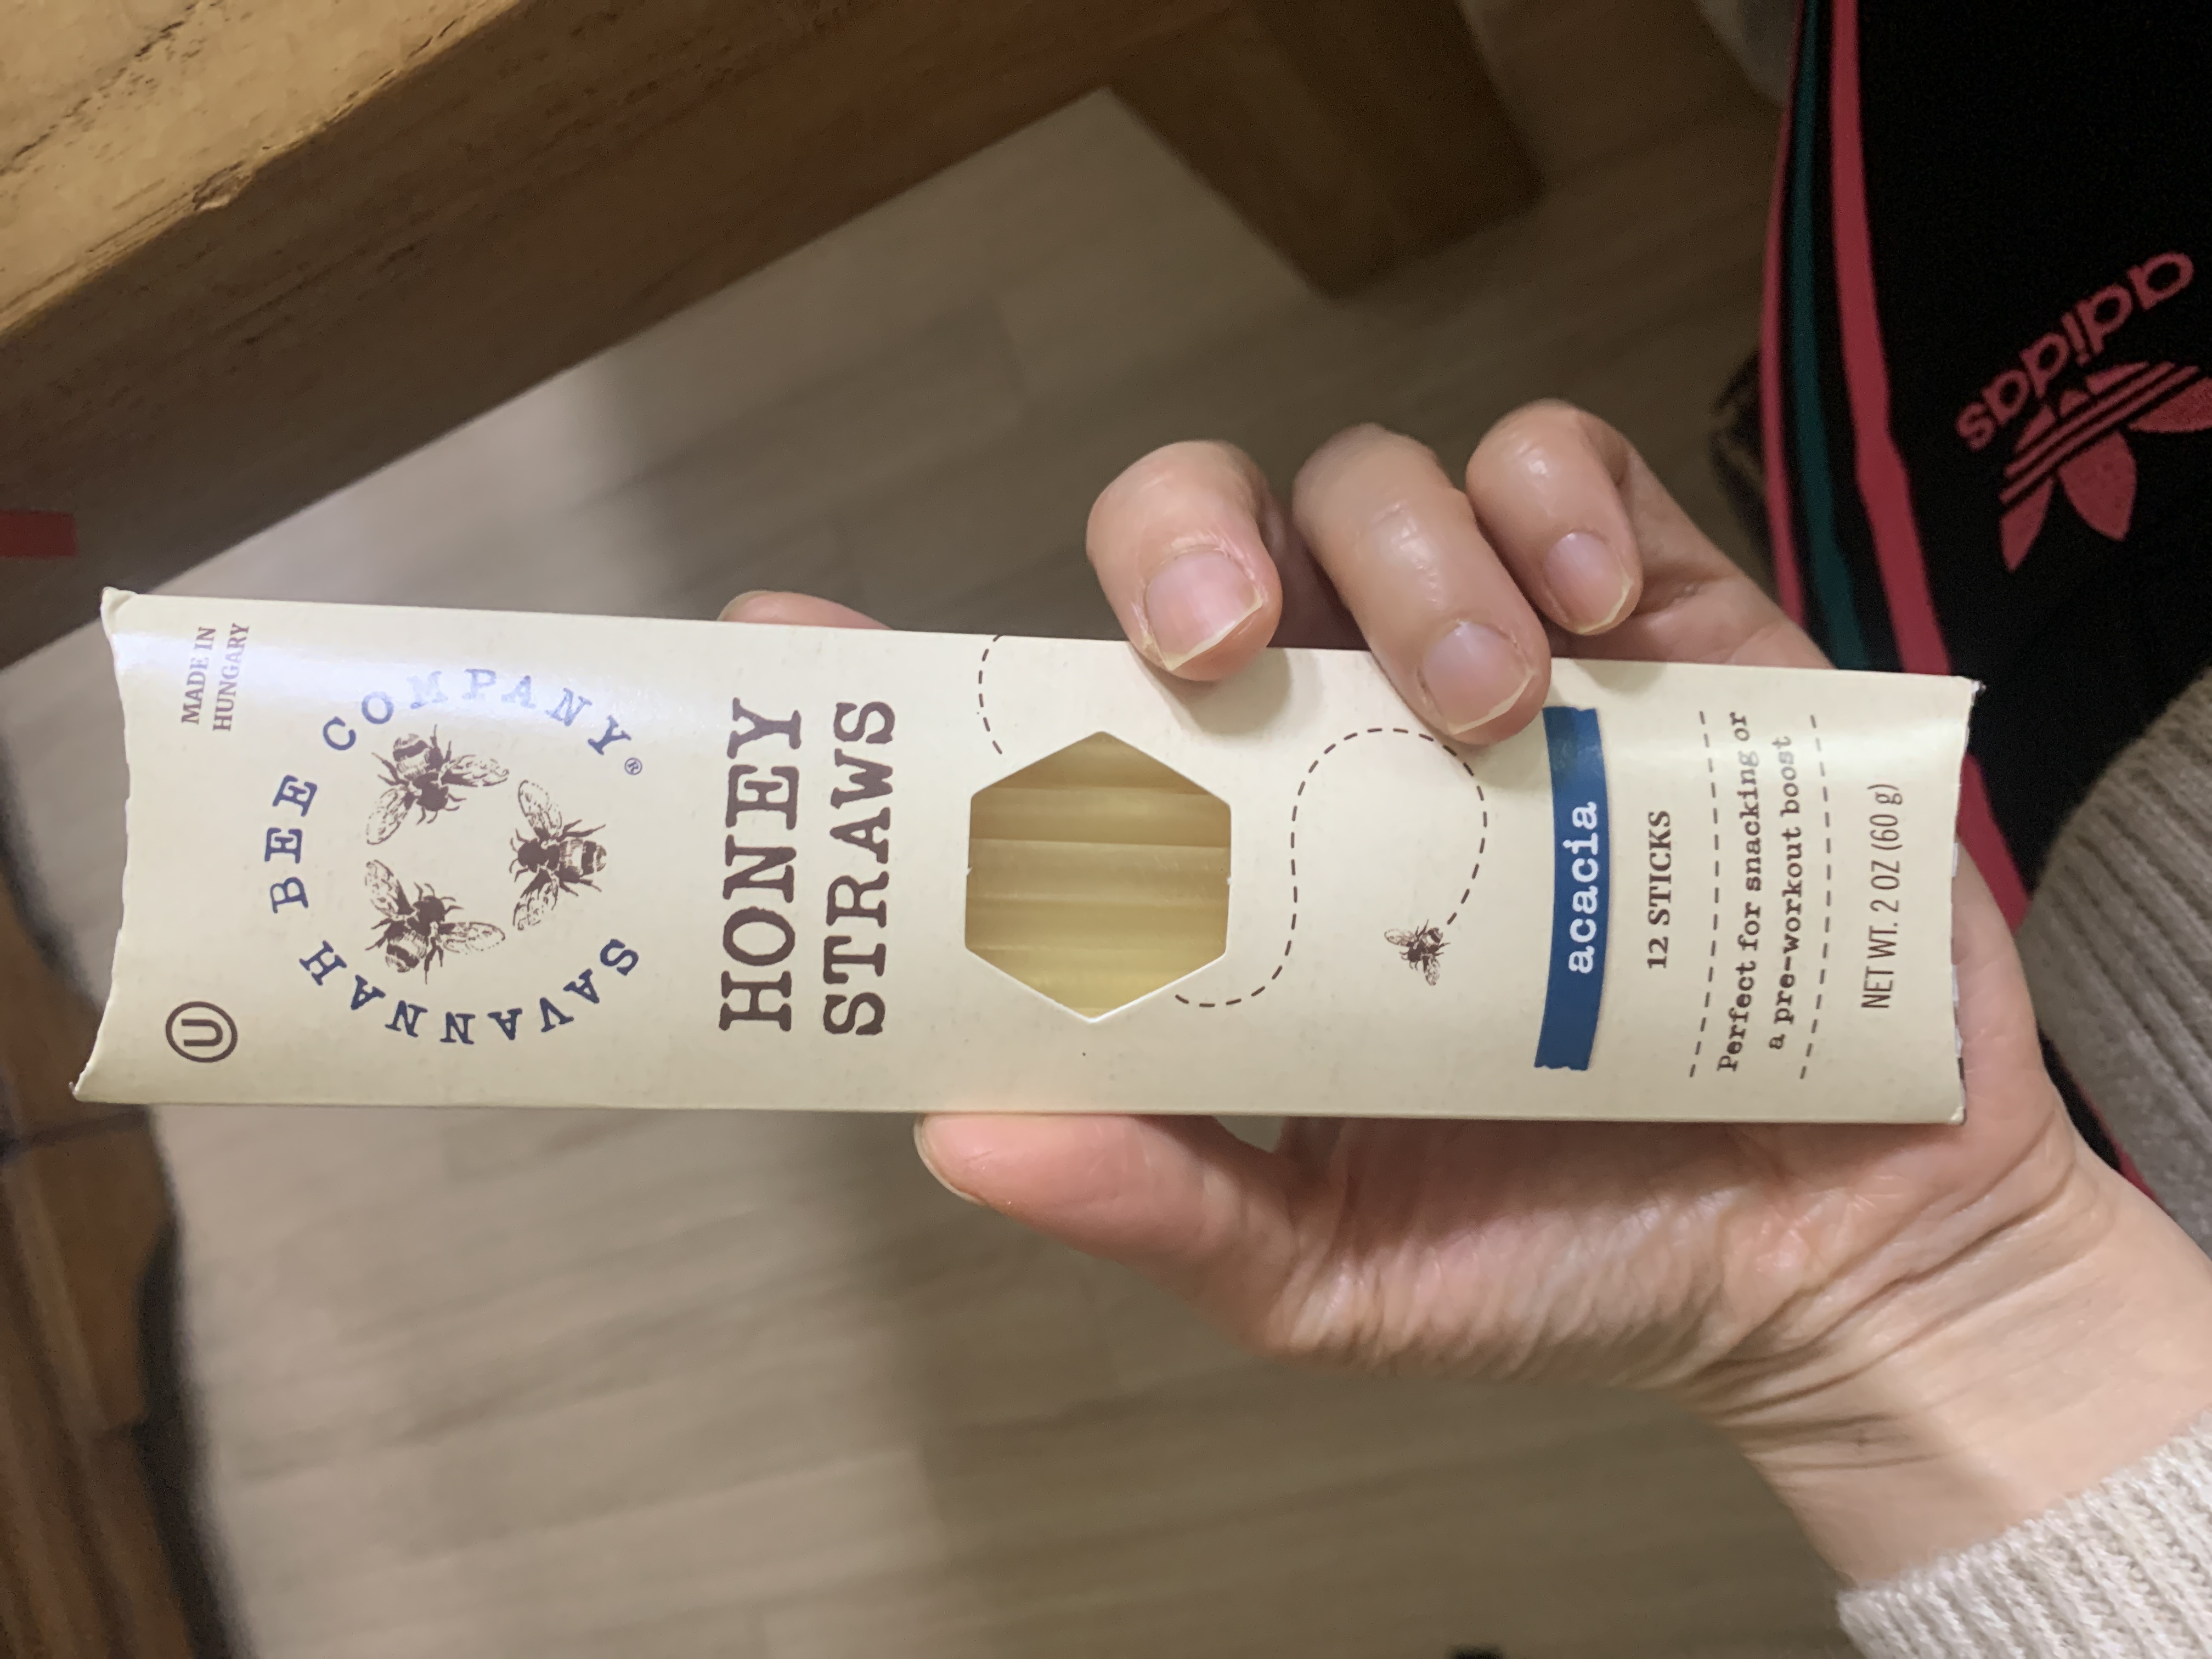 MADE IN
HUNGARY
U
SAVANNAH BEE COMPANY®
HONEY
STRAWS
acacia
12 STICKS
Perfect for snacking or
a pre-workout boost
NET WT. 2 OZ (60 g)
adidas